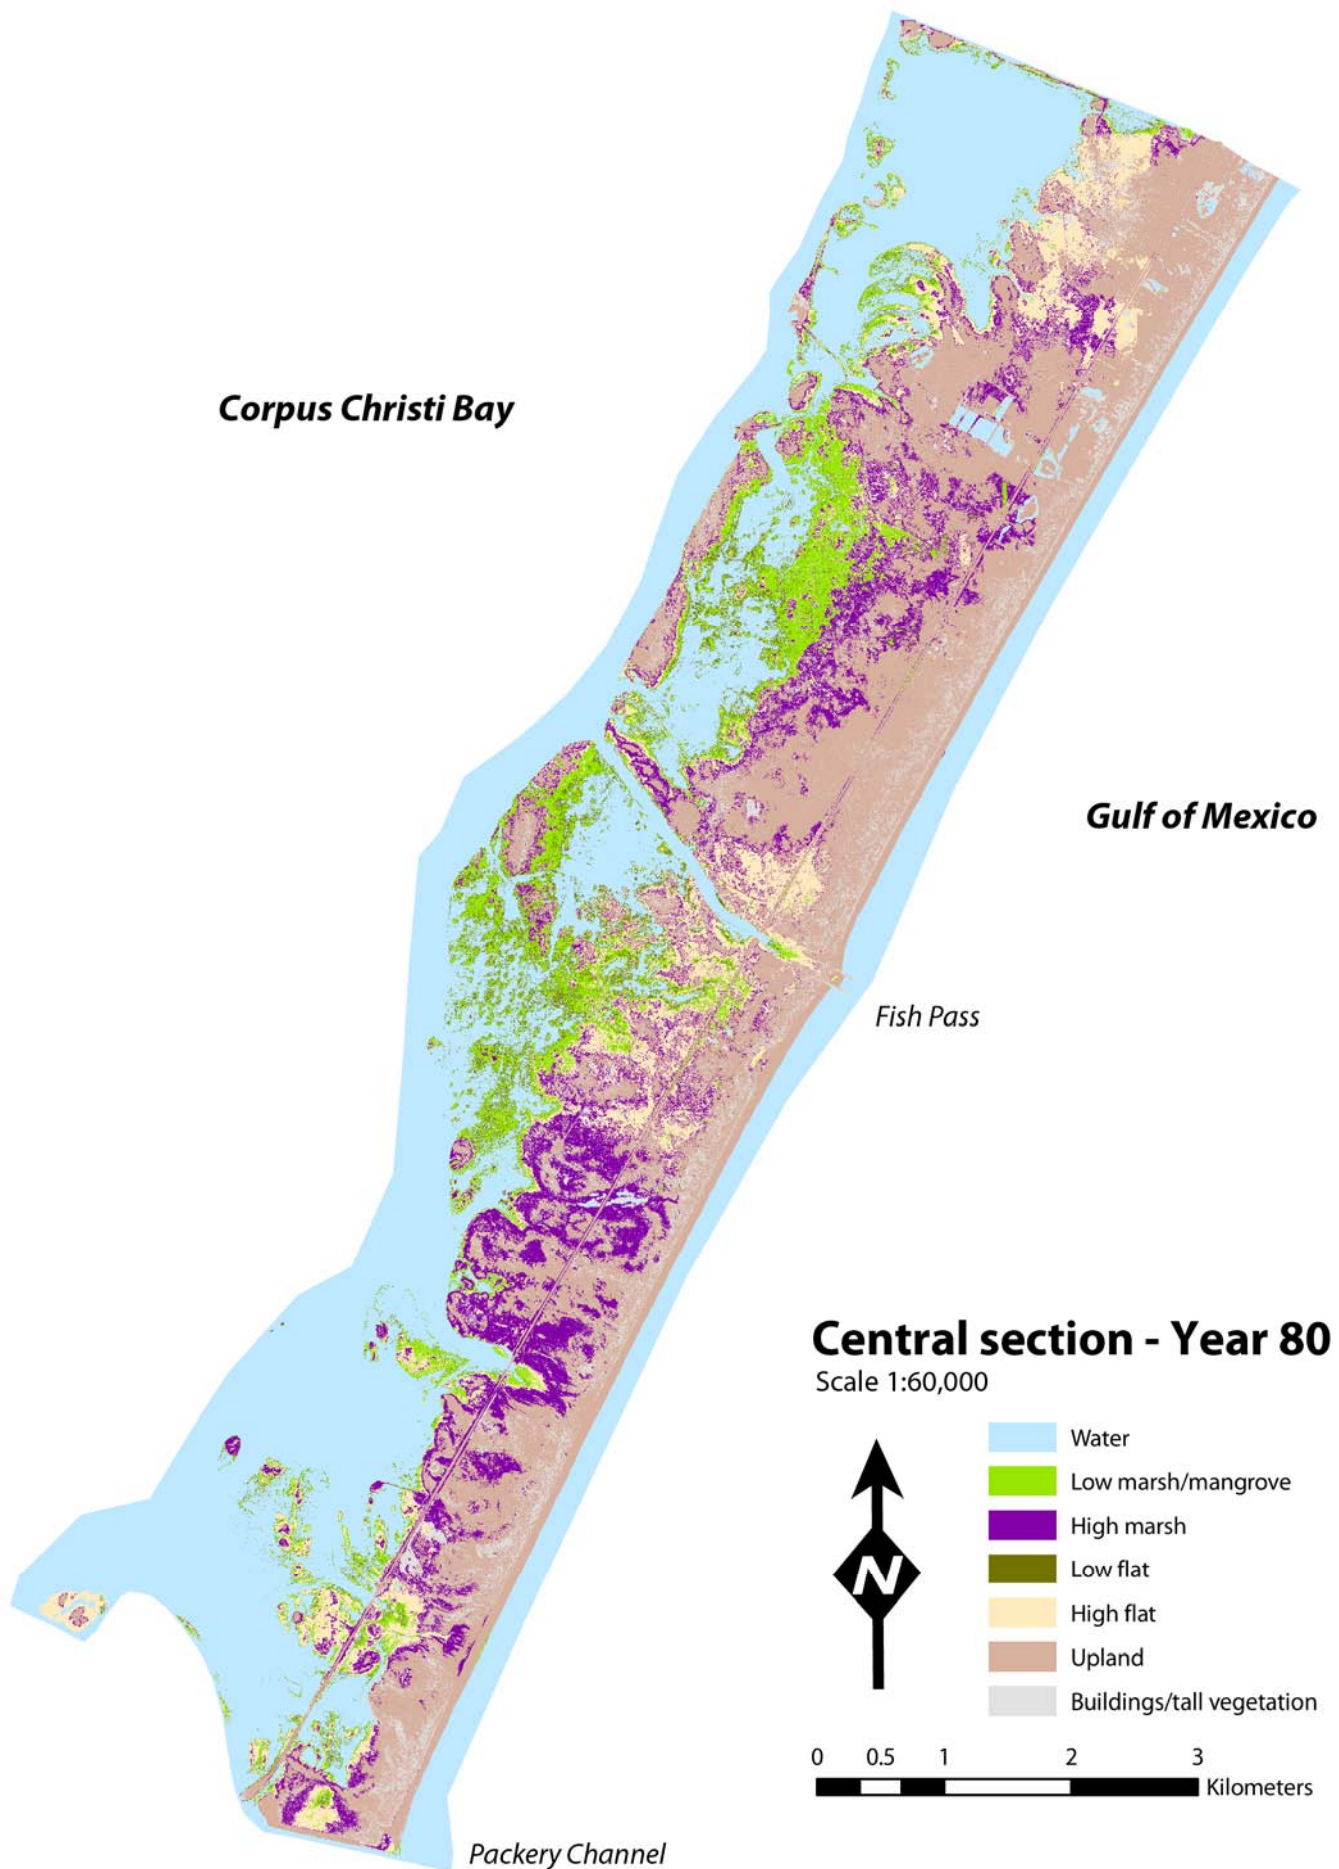 Corpus Christi Bay
Gulf of Mexico
Fish Pass
Central section - Year 80
Scale 1:60,000
N
Water
Low marsh/mangrove
High marsh
Low flat
High flat
Upland
Buildings/tall vegetation
0 0.5 1 2 3
Kilometers
Packery Channel